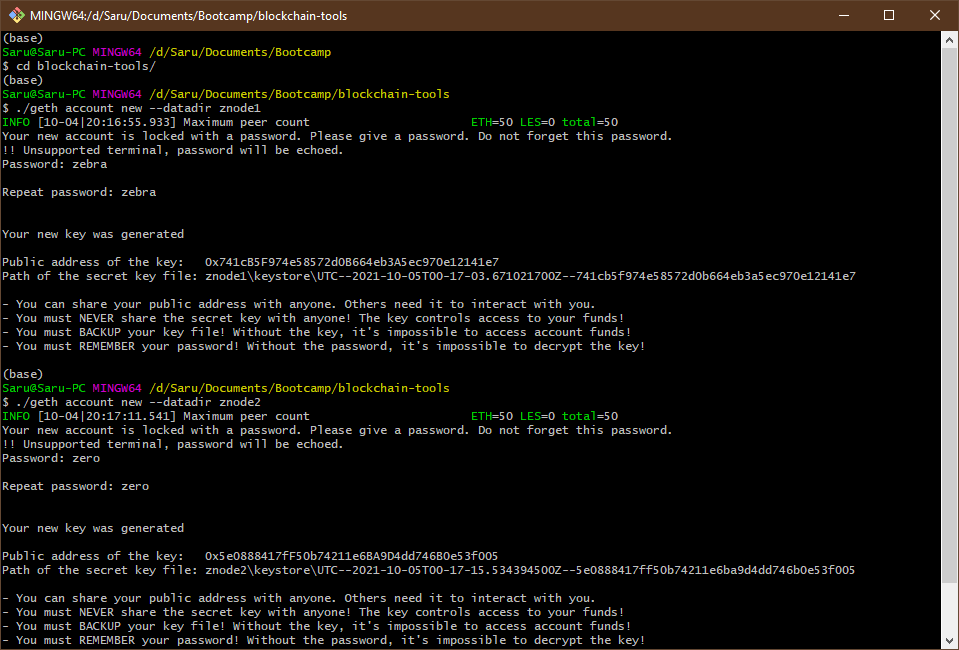 MINGW64:/d/Saru/Documents/Bootcamp/blockchain-tools
(base)
Saru@Saru-PC MINGW64 /d/Saru/Documents/Bootcamp
$ cd blockchain-tools/
(base)
Saru@Saru-PC MINGW64 /d/Saru/Documents/Bootcamp/blockchain-tools
$ ./geth account new --datadir znode1
INFO [10-04|20:16:55.933] Maximum peer count                       ETH=50 LES=0 total=50
Your new account is locked with a password. Please give a password. Do not forget this password.
!! Unsupported terminal, password will be echoed.
Password: zebra
Repeat password: zebra
Your new key was generated
Public address of the key:   0x741cB5F974e58572d0B664eb3A5ec970e12141e7
Path of the secret key file: znode1\keystore\UTC--2021-10-05T00-17-03.671021700Z--741cb5f974e58572d0b664eb3a5ec970e12141e7
- You can share your public address with anyone. Others need it to interact with you.
- You must NEVER share the secret key with anyone! The key controls access to your funds!
- You must BACKUP your key file! Without the key, it's impossible to access account funds!
- You must REMEMBER your password! Without the password, it's impossible to decrypt the key!
(base)
Saru@Saru-PC MINGW64 /d/Saru/Documents/Bootcamp/blockchain-tools
$ ./geth account new --datadir znode2
INFO [10-04|20:17:11.541] Maximum peer count                       ETH=50 LES=0 total=50
Your new account is locked with a password. Please give a password. Do not forget this password.
!! Unsupported terminal, password will be echoed.
Password: zero
Repeat password: zero
Your new key was generated
Public address of the key:   0x5e0888417fF50b74211e6BA9D4dd746B0e53f005
Path of the secret key file: znode2\keystore\UTC--2021-10-05T00-17-15.534394500Z--5e0888417ff50b74211e6ba9d4dd746b0e53f005
- You can share your public address with anyone. Others need it to interact with you.
- You must NEVER share the secret key with anyone! The key controls access to your funds!
- You must BACKUP your key file! Without the key, it's impossible to access account funds!
- You must REMEMBER your password! Without the password, it's impossible to decrypt the key!